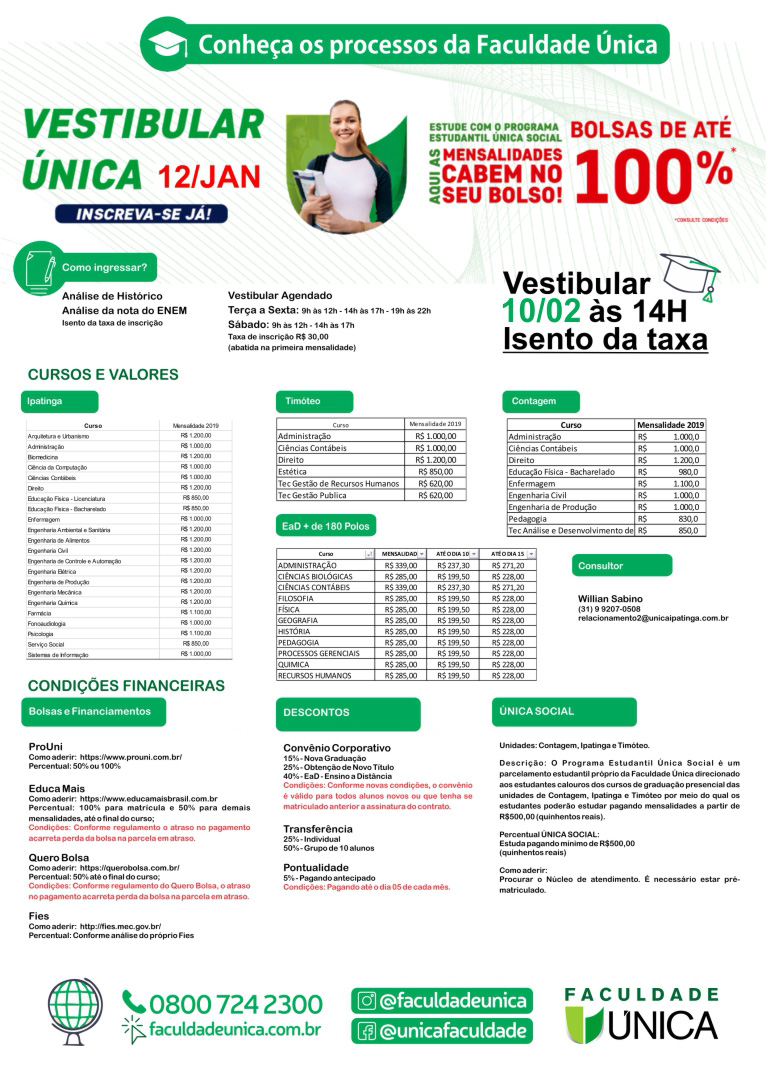 Conheça os processos da Faculdade Única
VESTIBULAR
ÚNICA 12/JAN
INSCREVA-SE JÁ!
ESTUDE COM O PROGRAMA
ESTUDANTIL ÚNICA SOCIAL
AQUI AS
MENSALIDADES
CABEM NO
SEU BOLSO!
BOLSAS DE ATÉ
100%*
*CONSULTE CONDIÇÕES
Como ingressar?
Análise de Histórico
Análise da nota do ENEM
Isento da taxa de inscrição
Vestibular Agendado
Terça a Sexta: 9h às 12h - 14h às 17h - 19h às 22h
Sábado: 9h às 12h - 14h às 17h
Taxa de inscrição R$ 30,00
(abatida na primeira mensalidade)
Vestibular
10/02 às 14H
Isento da taxa
CURSOS E VALORES
Ipatinga
Curso Mensalidade 2019
Arquitetura e Urbanismo R$ 1.200,00
Administração R$ 1.000,00
Biomedicina R$ 1.200,00
Ciência da Computação R$ 1.000,00
Ciências Contábeis R$ 1.000,00
Direito R$ 1.200,00
Educação Física - Licenciatura R$ 850,00
Educação Física - Bacharelado R$ 850,00
Enfermagem R$ 1.000,00
Engenharia Ambiental e Sanitária R$ 1.200,00
Engenharia de Alimentos R$ 1.200,00
Engenharia Civil R$ 1.200,00
Engenharia de Controle e Automação R$ 1.200,00
Engenharia Elétrica R$ 1.200,00
Engenharia de Produção R$ 1.200,00
Engenharia Mecânica R$ 1.200,00
Engenharia Química R$ 1.200,00
Farmácia R$ 1.100,00
Fonoaudiologia R$ 1.000,00
Psicologia R$ 1.100,00
Serviço Social R$ 850,00
Sistemas de Informação R$ 1.000,00
Timóteo
Curso Mensalidade 2019
Administração R$ 1.000,00
Ciências Contábeis R$ 1.000,00
Direito R$ 1.200,00
Estética R$ 850,00
Tec Gestão de Recursos Humanos R$ 620,00
Tec Gestão Publica R$ 620,00
EaD + de 180 Polos
Curso MENSALIDAD ATÉ O DIA 10 ATÉ O DIA 15
ADMINISTRAÇÃO R$ 339,00 R$ 237,30 R$ 271,20
CIÊNCIAS BIOLÓGICAS R$ 285,00 R$ 199,50 R$ 228,00
CIÊNCIAS CONTÁBEIS R$ 339,00 R$ 237,30 R$ 271,20
FILOSOFIA R$ 285,00 R$ 199,50 R$ 228,00
FÍSICA R$ 285,00 R$ 199,50 R$ 228,00
GEOGRAFIA R$ 285,00 R$ 199,50 R$ 228,00
HISTÓRIA R$ 285,00 R$ 199,50 R$ 228,00
PEDAGOGIA R$ 285,00 R$ 199,50 R$ 228,00
PROCESSOS GERENCIAIS R$ 285,00 R$ 199,50 R$ 228,00
QUIMICA R$ 285,00 R$ 199,50 R$ 228,00
RECURSOS HUMANOS R$ 285,00 R$ 199,50 R$ 228,00
Contagem
Curso Mensalidade 2019
Administração R$ 1.000,0
Ciências Contábeis R$ 1.000,0
Direito R$ 1.200,0
Educação Física - Bacharelado R$ 980,0
Enfermagem R$ 1.100,0
Engenharia Civil R$ 1.000,0
Engenharia de Produção R$ 1.000,0
Pedagogia R$ 830,0
Tec Análise e Desenvolvimento de R$ 850,0
Consultor
Willian Sabino
(31) 9 9207-0508
relacionamento2@unicaipatinga.com.br
CONDIÇÕES FINANCEIRAS
Bolsas e Financiamentos
ProUni
Como aderir: https://www.prouni.com.br/
Percentual: 50% ou 100%
Educa Mais
Como aderir: https://www.educamaisbrasil.com.br
Percentual: 100% para matrícula e 50% para demais
mensalidades, até o final do curso;
Condições: Conforme regulamento o atraso no pagamento
acarreta perda da bolsa na parcela em atraso.
Quero Bolsa
Como aderir: https://querobolsa.com.br/
Percentual: 50% até o final do curso;
Condições: Conforme regulamento do Quero Bolsa, o atraso
no pagamento acarreta perda da bolsa na parcela em atraso.
Fies
Como aderir: http://fies.mec.gov.br/
Percentual: Conforme análise do próprio Fies
DESCONTOS
Convênio Corporativo
15% - Nova Graduação
25% - Obtenção de Novo Título
40% - EaD - Ensino a Distância
Condições: Conforme novas condições, o convênio
é válido para todos alunos novos ou que tenha se
matriculado anterior a assinatura do contrato.
Transferência
25% - Individual
50% - Grupo de 10 alunos
Pontualidade
5% - Pagando antecipado
Condições: Pagando até o dia 05 de cada mês.
ÚNICA SOCIAL
Unidades: Contagem, Ipatinga e Timóteo.
Descrição: O Programa Estudantil Única Social é um
parcelamento estudantil próprio da Faculdade Única direcionado
aos estudantes calouros dos cursos de graduação presencial das
unidades de Contagem, Ipatinga e Timóteo por meio do qual os
estudantes poderão estudar pagando mensalidades a partir de
R$500,00 (quinhentos reais).
Percentual ÚNICA SOCIAL:
Estuda pagando mínimo de R$500,00
(quinhentos reais)
Como aderir:
Procurar o Núcleo de atendimento. É necessário estar pré-
matriculado.
0800 724 2300
faculdadeunica.com.br
@faculdadeunica
@unicafaculdade
FACULDADE
ÚNICA